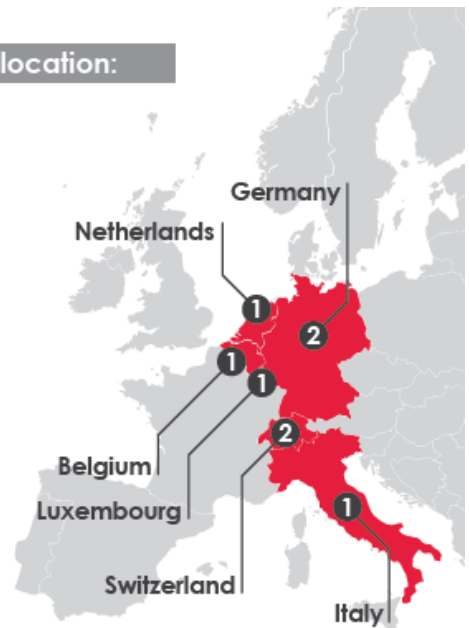 location:
Germany
Netherlands
1
2
1
1
2
Belgium
1
Luxembourg
Switzerland
Italy